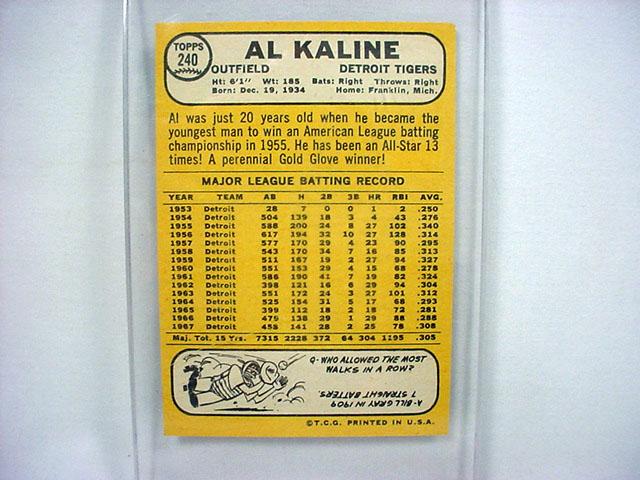 TOPPS
240
AL KALINE
OUTFIELD DETROIT TIGERS
Ht: 6'1" Wt: 185 Bats: Right Throws: Right
Born: Dec. 19, 1934 Home: Franklin, Mich.
Al was just 20 years old when he became the
youngest man to win an American League batting
championship in 1955. He has been an All-Star 13
times! A perennial Gold Glove winner!
MAJOR LEAGUE BATTING RECORD
YEAR TEAM AB H 2B 3B HR RBI AVG.
1953 Detroit 28 7 0 0 1 2 .250
1954 Detroit 504 139 18 3 4 43 .276
1955 Detroit 588 200 24 8 27 102 .340
1956 Detroit 617 194 32 10 27 128 .314
1957 Detroit 577 170 29 4 23 90 .295
1958 Detroit 543 170 34 7 16 85 .313
1959 Detroit 511 167 19 2 27 94 .327
1960 Detroit 551 153 29 4 15 68 .278
1961 Detroit 586 190 41 7 19 82 .324
1962 Detroit 398 121 16 6 29 94 .304
1963 Detroit 551 172 24 3 27 101 .312
1964 Detroit 525 154 31 5 17 68 .293
1965 Detroit 399 112 18 2 18 72 .281
1966 Detroit 479 138 29 1 29 88 .288
1967 Detroit 458 141 28 2 25 78 .308
Maj. Tot. 15 Yrs. 7315 2228 372 64 304 1195 .305
Q-WHO ALLOWED THE MOST
WALKS IN A ROW?
A-BILL GRAY IN 1909
7 STRAIGHT BATTERS.
©T.C.G. PRINTED IN U.S.A.